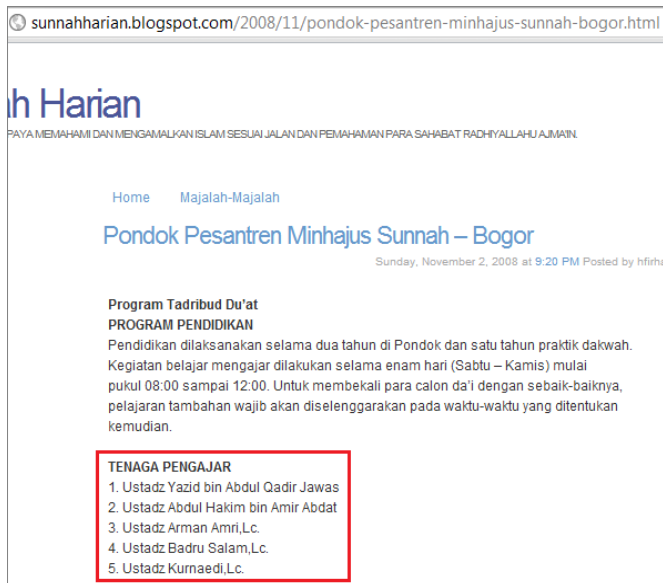 sunnahharian.blogspot.com/2008/11/pondok-pesantren-minhajus-sunnah-bogor.html
Harian
MEMAHAMI DAN MENGAMALKAN ISLAM SESUAI JALAN DAN PEMAHAMAN PARA SAHABAT RADHIYALLAHU AJMA'IN.
Home Majalah-Majalah
Pondok Pesantren Minhajus Sunnah – Bogor
Sunday, November 2, 2008 at 9:20 PM Posted by
Program Tadribud Du'at
PROGRAM PENDIDIKAN
Pendidikan dilaksanakan selama dua tahun di Pondok dan satu tahun praktik dakwah.
Kegiatan belajar mengajar dilakukan selama enam hari (Sabtu – Kamis) mulai
pukul 08:00 sampai 12:00. Untuk membekali para calon da'i dengan sebaik-baiknya,
pelajaran tambahan wajib akan diselenggarakan pada waktu-waktu yang ditentukan
kemudian.
TENAGA PENGAJAR
1. Ustadz Yazid bin Abdul Qadir Jawas
2. Ustadz Abdul Hakim bin Amir Abdat
3. Ustadz Arman Amri,Lc.
4. Ustadz Badru Salam,Lc.
5. Ustadz Kurnaedi,Lc.